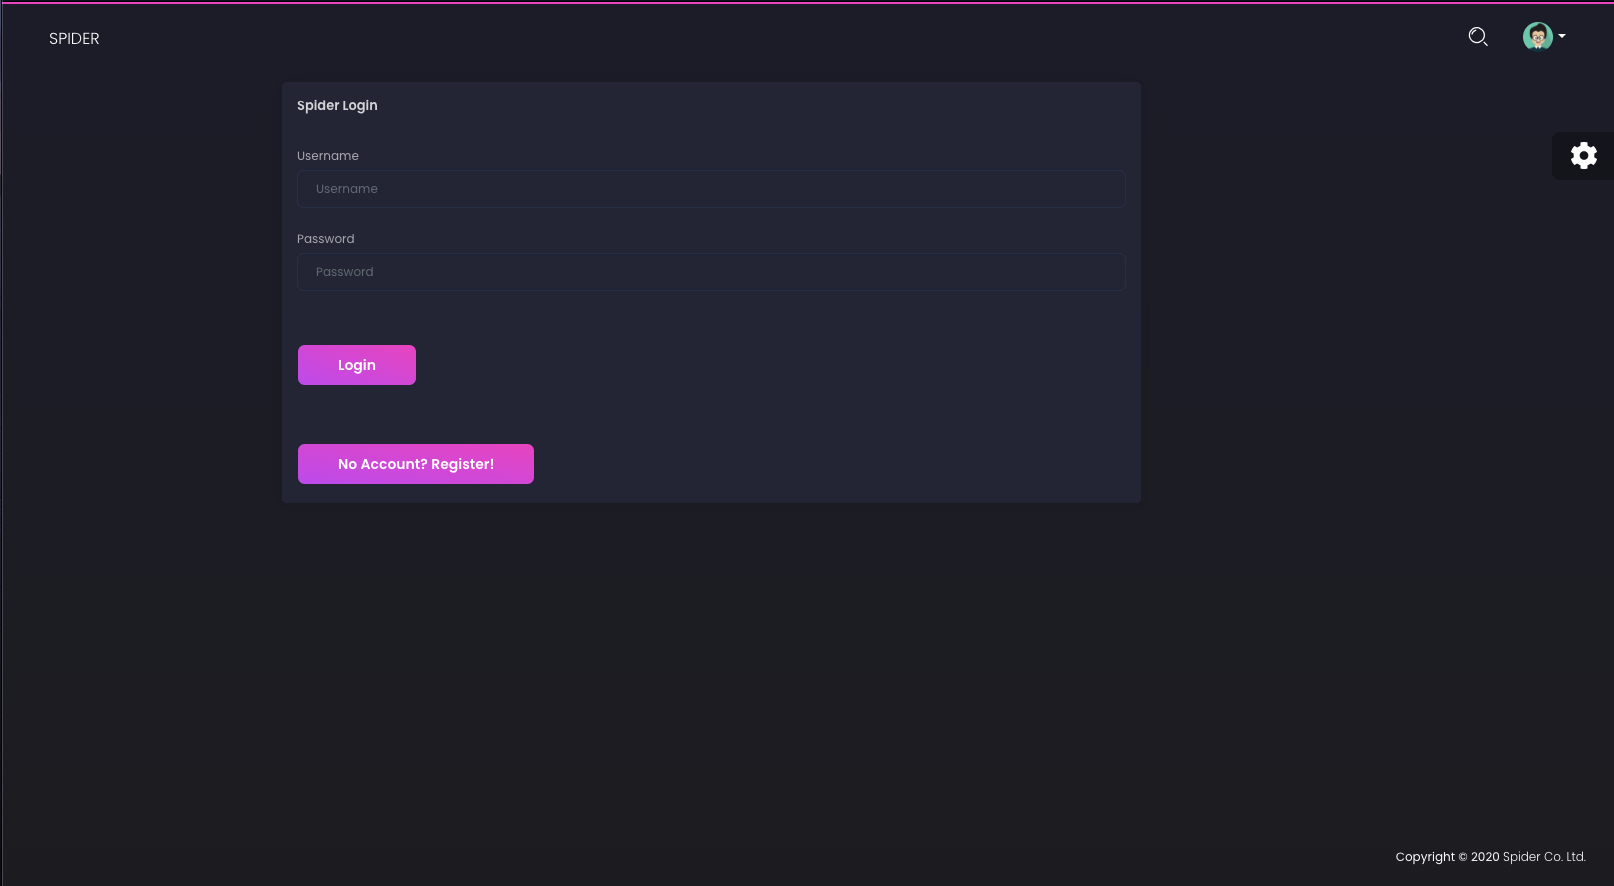 SPIDER
Spider Login
Username
Username
Password
Password
Login
No Account? Register!
Copyright © 2020 Spider Co. Ltd.